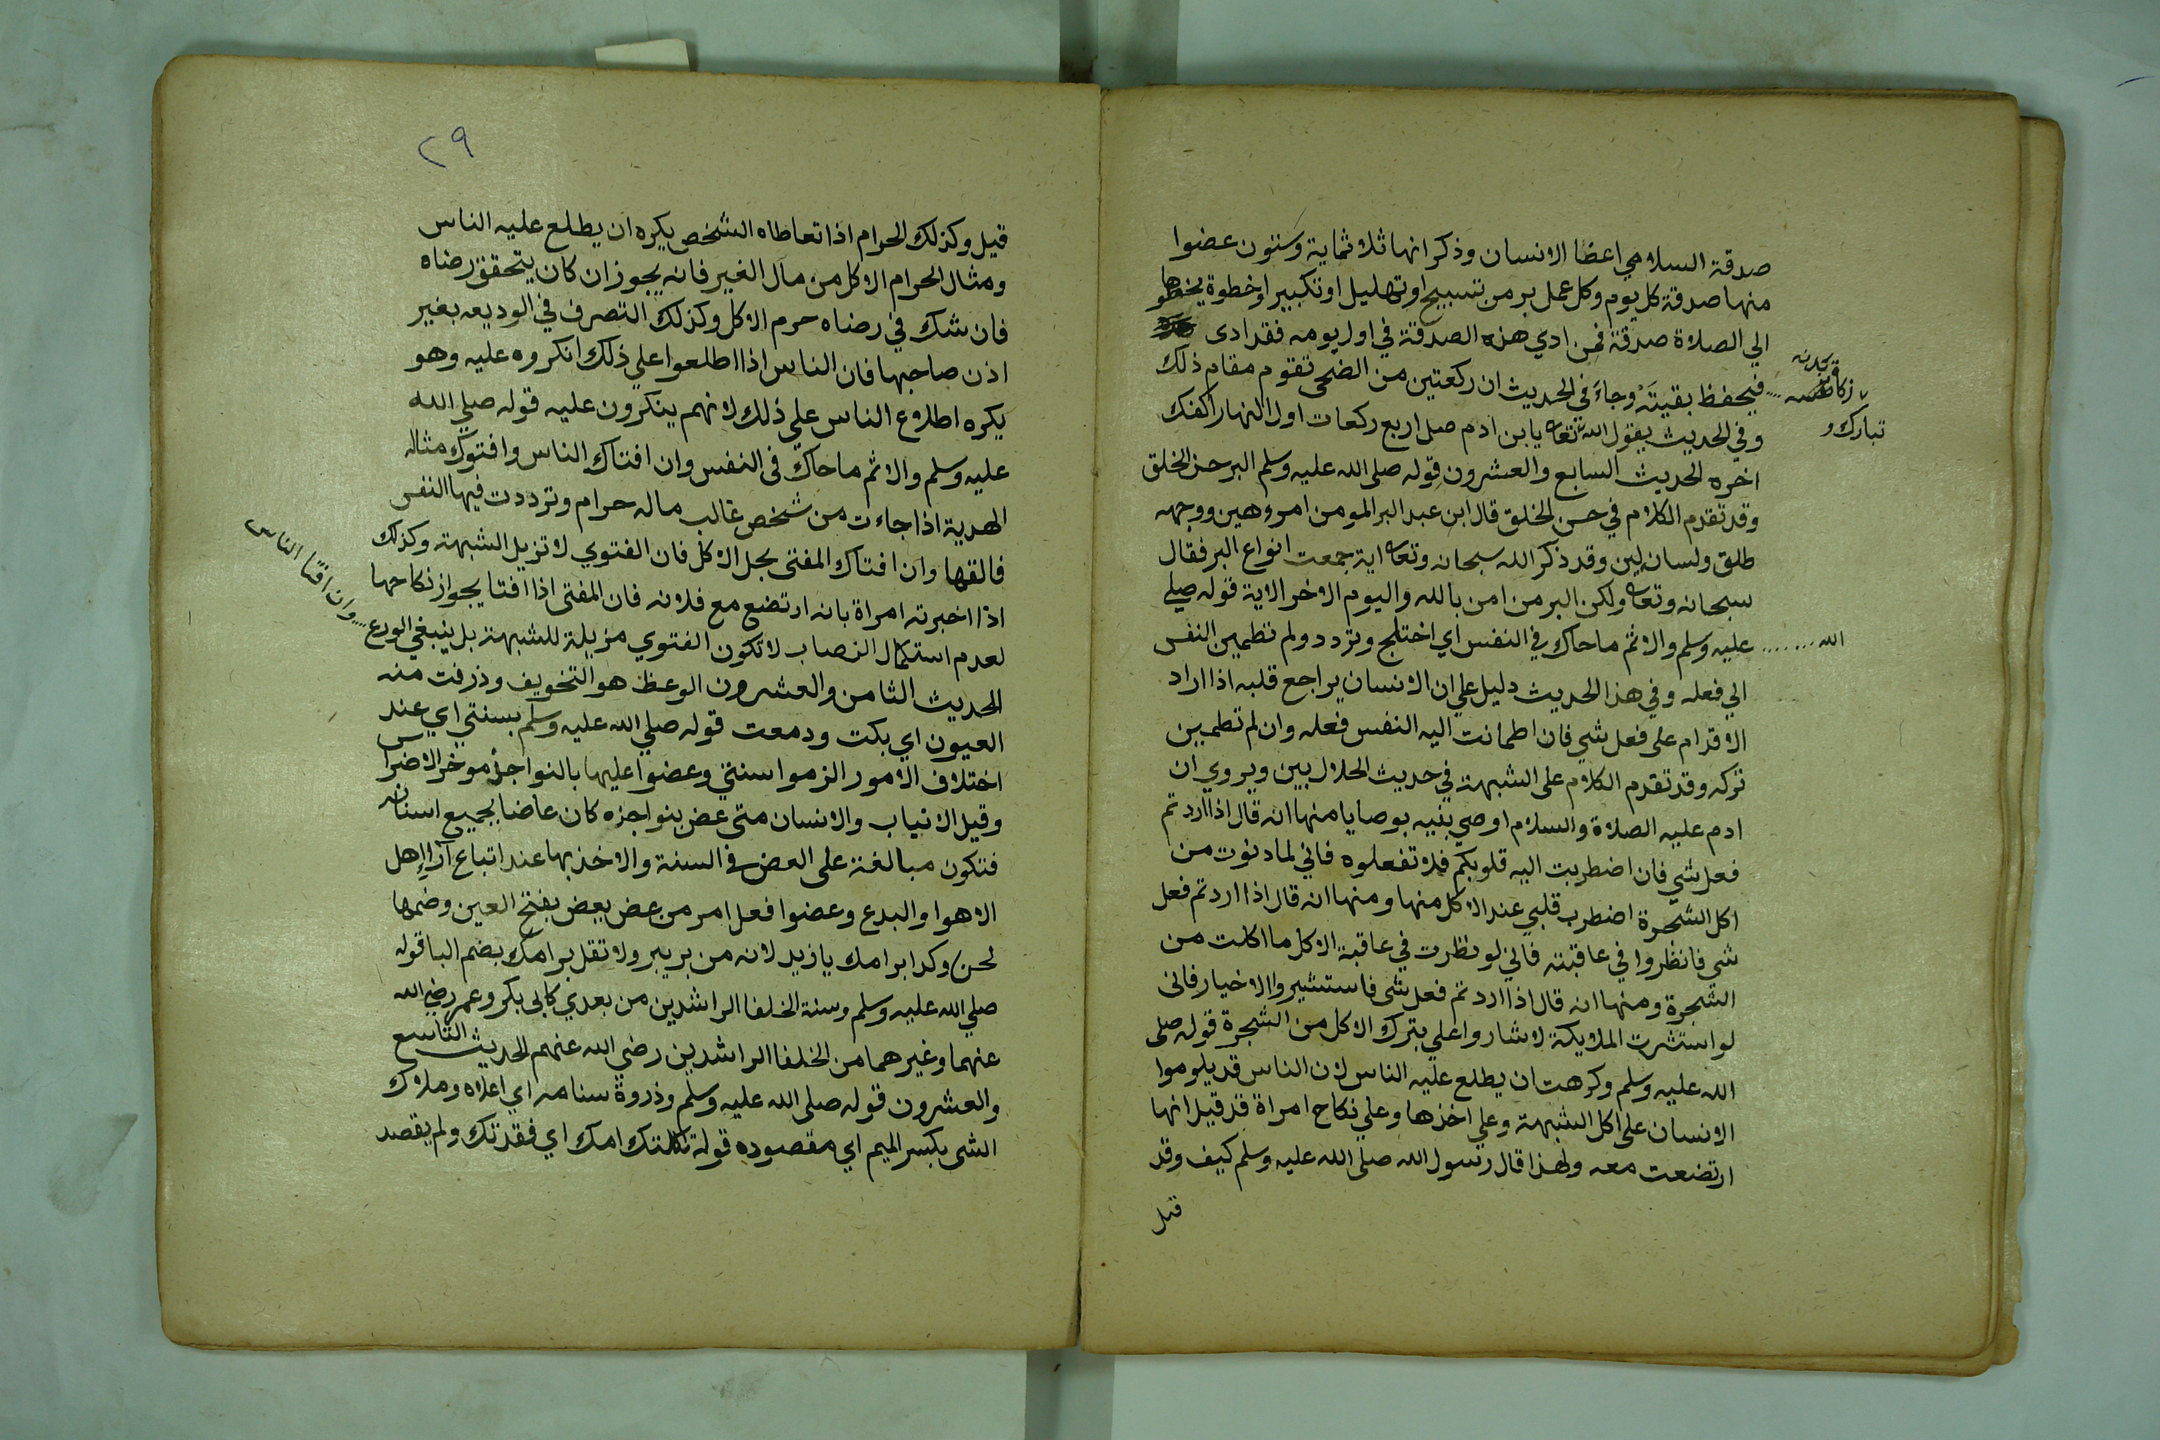 صدقة السلامي اعضا الانسان وذكر انها ثلاثماية وستون عضوا
منها صدقة كل يوم وكل عمل بر من تسبيح او تهليل او تكبير او خطوة يخطوها
الي الصلاة صدقة فمن ادي هذه الصدقة في اول يومه فقد ادى
زكاة بدنه
فيحفظ بقيته وجاء في الحديث ان ركعتين من الضحى تقوم مقام ذلك
تبارك و
وفي الحديث يقول الله تعالى يا ابن ادم صل اربع ركعات اول النهار اكفك
اخره الحديث السابع والعشرون قوله صلى الله عليه وسلم البر حسن الخلق
وقد تقدم الكلام في حسن الخلق قال ابن عبد البر المومن امره هين ووجهه
طلق ولسان لين وقد ذكر الله سبحانه وتعالى اية جمعت انواع البر فقال
سبحانه وتعالى ولكن البر من امن بالله واليوم الاخر الاية قوله صلي
الله
عليه وسلم والاثم ما حاك في النفس اي اختلج وتردد ولم تطمين النفس
الي فعله وفي هذا الحديث دليل علي ان الانسان يراجع قلبه اذا اراد
الاقدام على فعل شي فان اطمانت اليه النفس فعله وان لم تطمين
تركه وقد تقدم الكلام على الشبهة في حديث الحلال بين ويروي ان
ادم عليه الصلاة والسلام اوصي بنيه بوصايا منها انه قال اذا اردتم
فعل شي فان اضطربت اليه قلوبكم فلا تفعلوه فاني لما دنوت من
اكل الشجرة اضطرب قلبي عند الاكل منها ومنها انه قال اذا اردتم فعل
شي فانظروا في عاقبته فاني لو نظرت في عاقبة الاكل ما اكلت من
الشجرة ومنها انه قال اذا اردتم فعل شي فاستشيروا الاخيار فاني
لو استشرت الملايكة لاشاروا علي بترك الاكل من الشجرة قوله صلى
الله عليه وسلم وكرهت ان يطلع عليه الناس لان الناس قد يلوموا
الانسان على اكل الشبهة وعلي اخذها وعلي نكاح امراة قد قيل انها
ارتضعت معه ولهذا قال رسول الله صلى الله عليه وسلم كيف وقد
قيل
٢٩
قيل وكذلك الحرام اذا تعاطاه الشخص يكره ان يطلع عليه الناس
ومثال الحرام الاكل من مال الغير فانه يجوز ان كان يتحقق رضاه
فان شك في رضاه حرم الاكل وكذلك التصرف في الوديعه بغير
اذن صاحبها فان الناس اذا اطلعوا علي ذلك انكروه عليه وهو
يكره اطلاع الناس علي ذلك لانهم ينكرون عليه قوله صلي الله
عليه وسلم والاثم ما حاك في النفس وان افتاك الناس وافتوك مثاله
الهدية اذا جاءت من شخص غالب ماله حرام وترددت فيها النفس
فالقها وان افتاك المفتي بحل الاكل فان الفتوي لا تزيل الشبهة وكذلك
اذا اخبرته امراة بانه ارتضع مع فلانه فان المفتي اذا افتا بجواز نكاحها
لعدم استكمال النصاب لا تكون الفتوي مزيلة للشبهة بل ينبغي الورع
وان افتا الناس
الحديث الثامن والعشرون الوعظ هو التخويف وذرفت منه
العيون اي بكت ودمعت قوله صلي الله عليه وسلم بسنتي اي عند
اختلاف الامور الزموا سنتي وعضوا عليها بالنواجذ موخر الاضراس
وقيل الانياب والانسان متى عض بنواجذه كان عاضا بجميع اسنانه
فتكون مبالغة على العض في السنة والاخذ بها عند اتباع آراء اهل
الاهوا والبدع وعضوا فعل امر من عض يعض بفتح العين وضمها
لحن وكذا بر امك يا زيد لانه من بر يبر ولا تقل بر امك بضم البا قوله
صلي الله عليه وسلم وسنة الخلفا الراشدين من بعدي كابي بكر وعمر رضي الله
عنهما وغيرهما من الخلفا الراشدين رضي الله عنهم الحديث التاسع
والعشرون قوله صلى الله عليه وسلم وذروة سنامه اي اعلاه وملاك
الشي بكسر الميم اي مقصوده قوله ثكلتك امك اي فقدتك ولم يقصد